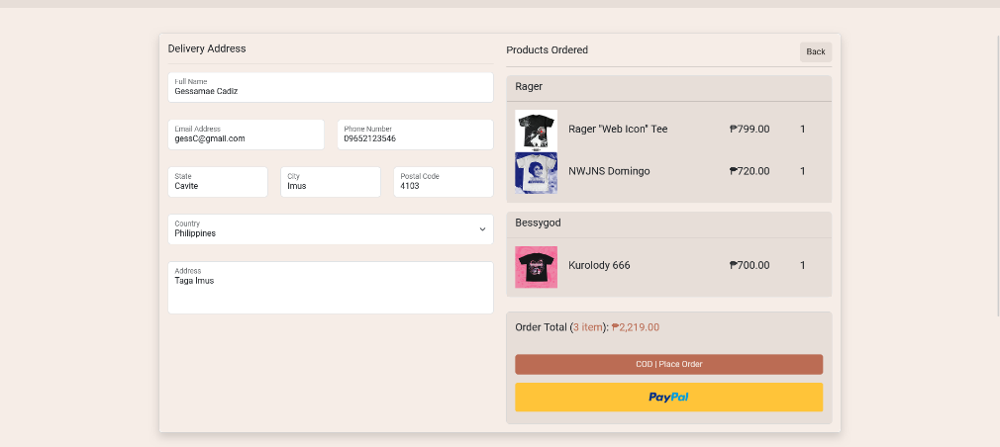 Delivery Address
Full Name
Gessamae Cadiz
Email Address
gessC@gmail.com
Phone Number
09652123546
State
Cavite
City
Imus
Postal Code
4103
Country
Philippines
Address
Taga Imus
Products Ordered
Back
Rager
Rager "Web Icon" Tee ₱799.00 1
NWJNS Domingo ₱720.00 1
Bessygod
Kurolody 666 ₱700.00 1
Order Total (3 item): ₱2,219.00
COD | Place Order
PayPal